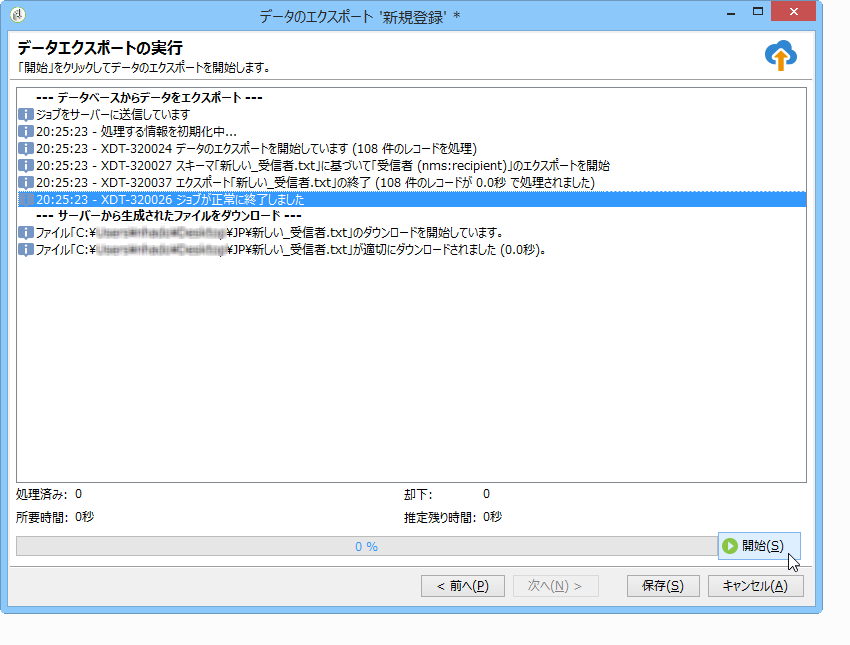 データのエクスポート '新規登録' *
データエクスポートの実行
「開始」をクリックしてデータのエクスポートを開始します。
--- データベースからデータをエクスポート ---
ジョブをサーバーに送信しています
20:25:23 - 処理する情報を初期化中...
20:25:23 - XDT-320024 データのエクスポートを開始しています (108 件のレコードを処理)
20:25:23 - XDT-320027 スキーマ「新しい_受信者.txt」に基づいて「受信者 (nms:recipient)」のエクスポートを開始
20:25:23 - XDT-320037 エクスポート「新しい_受信者.txt」の終了 (108 件のレコードが 0.0秒 で処理されました)
20:25:23 - XDT-320026 ジョブが正常に終了しました
--- サーバーから生成されたファイルをダウンロード ---
ファイル「C:¥ ¥JP¥新しい_受信者.txt」のダウンロードを開始しています。
ファイル「C:¥ ¥JP¥新しい_受信者.txt」が適切にダウンロードされました (0.0秒)。
処理済み: 0 却下: 0
所要時間: 0秒 推定残り時間: 0秒
0 % 開始(S)
< 前へ(P) 次へ(N) > 保存(S) キャンセル(A)